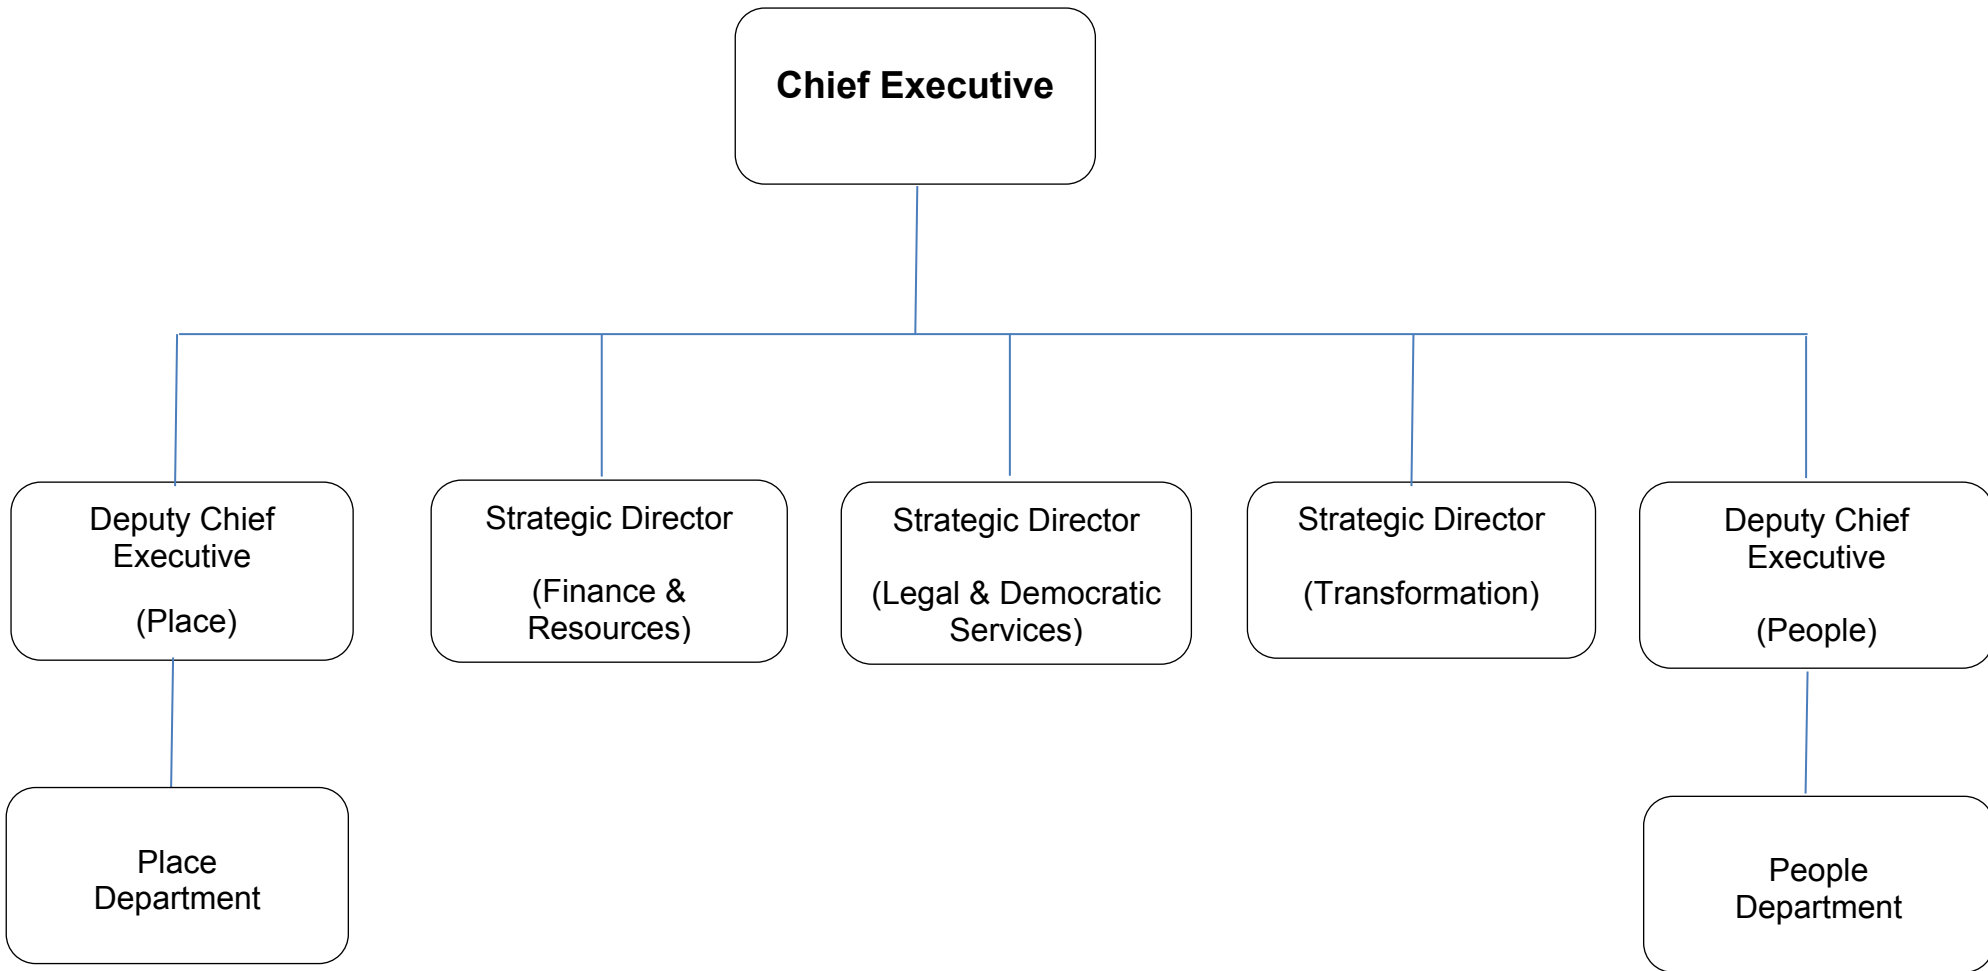 Chief Executive
Deputy Chief
Executive
(Place)
Strategic Director
(Finance &
Resources)
Strategic Director
(Legal & Democratic
Services)
Strategic Director
(Transformation)
Deputy Chief
Executive
(People)
Place
Department
People
Department